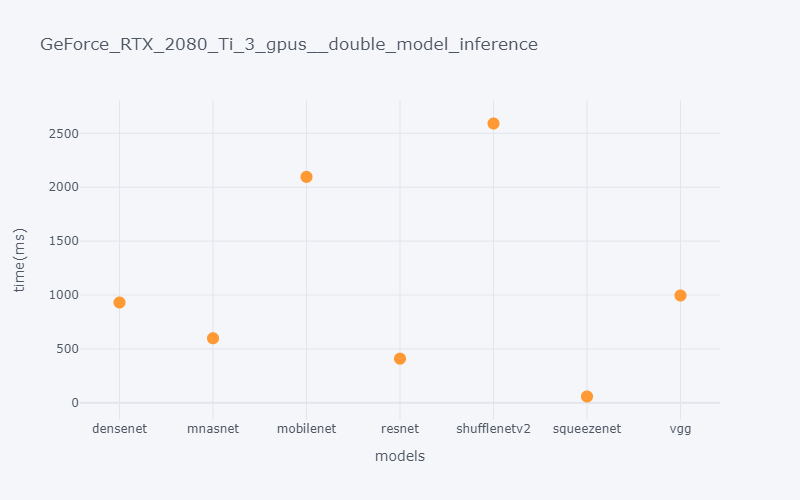 GeForce_RTX_2080_Ti_3_gpus__double_model_inference
time(ms)
2500
2000
1500
1000
500
0
densenet mnasnet mobilenet resnet shufflenetv2 squeezenet vgg
models